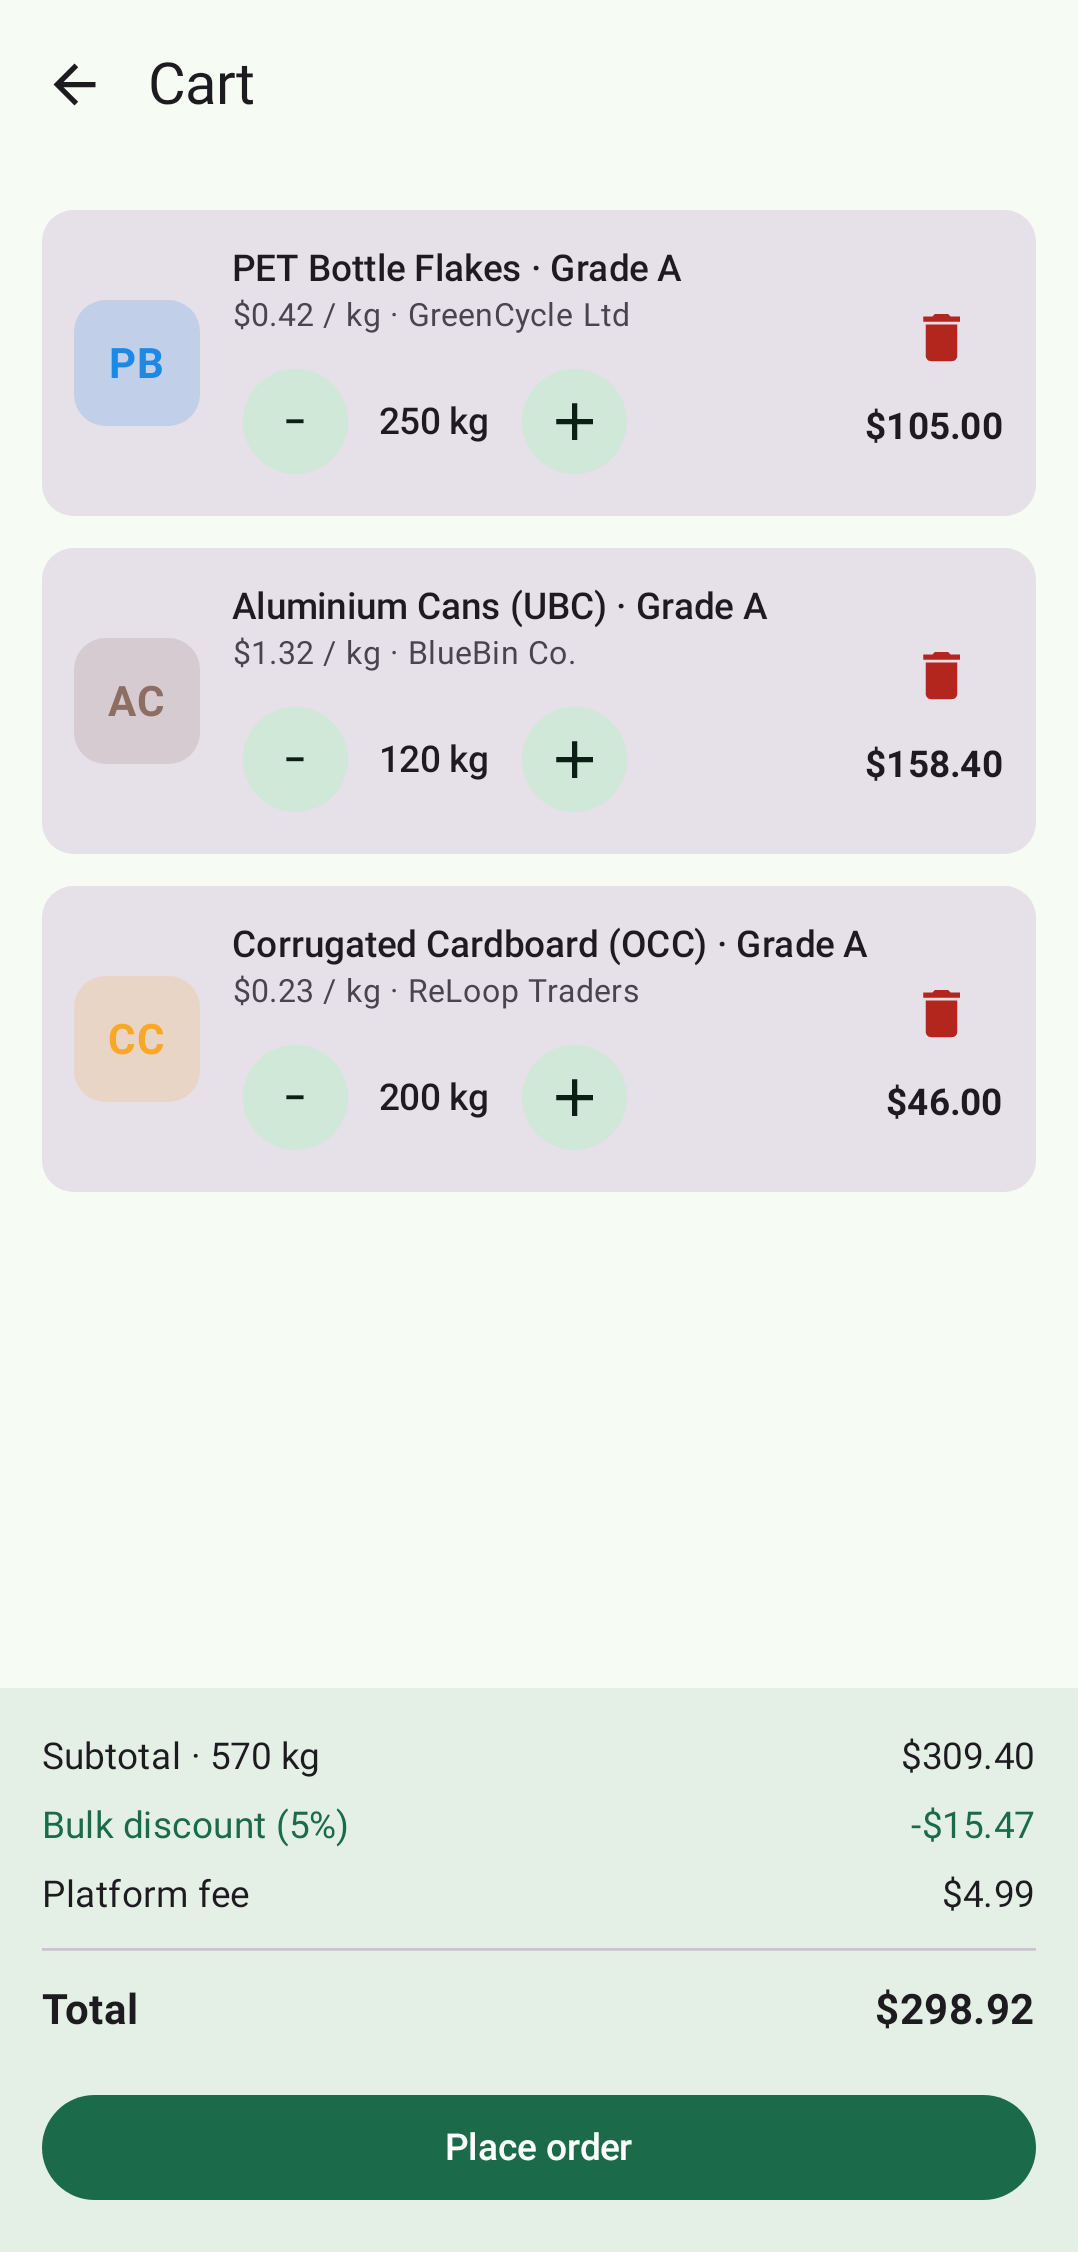 Cart
PET Bottle Flakes · Grade A
$0.42 / kg · GreenCycle Ltd
PB
- 250 kg +
$105.00
Aluminium Cans (UBC) · Grade A
$1.32 / kg · BlueBin Co.
AC
- 120 kg +
$158.40
Corrugated Cardboard (OCC) · Grade A
$0.23 / kg · ReLoop Traders
CC
- 200 kg +
$46.00
Subtotal · 570 kg $309.40
Bulk discount (5%) -$15.47
Platform fee $4.99
Total $298.92
Place order